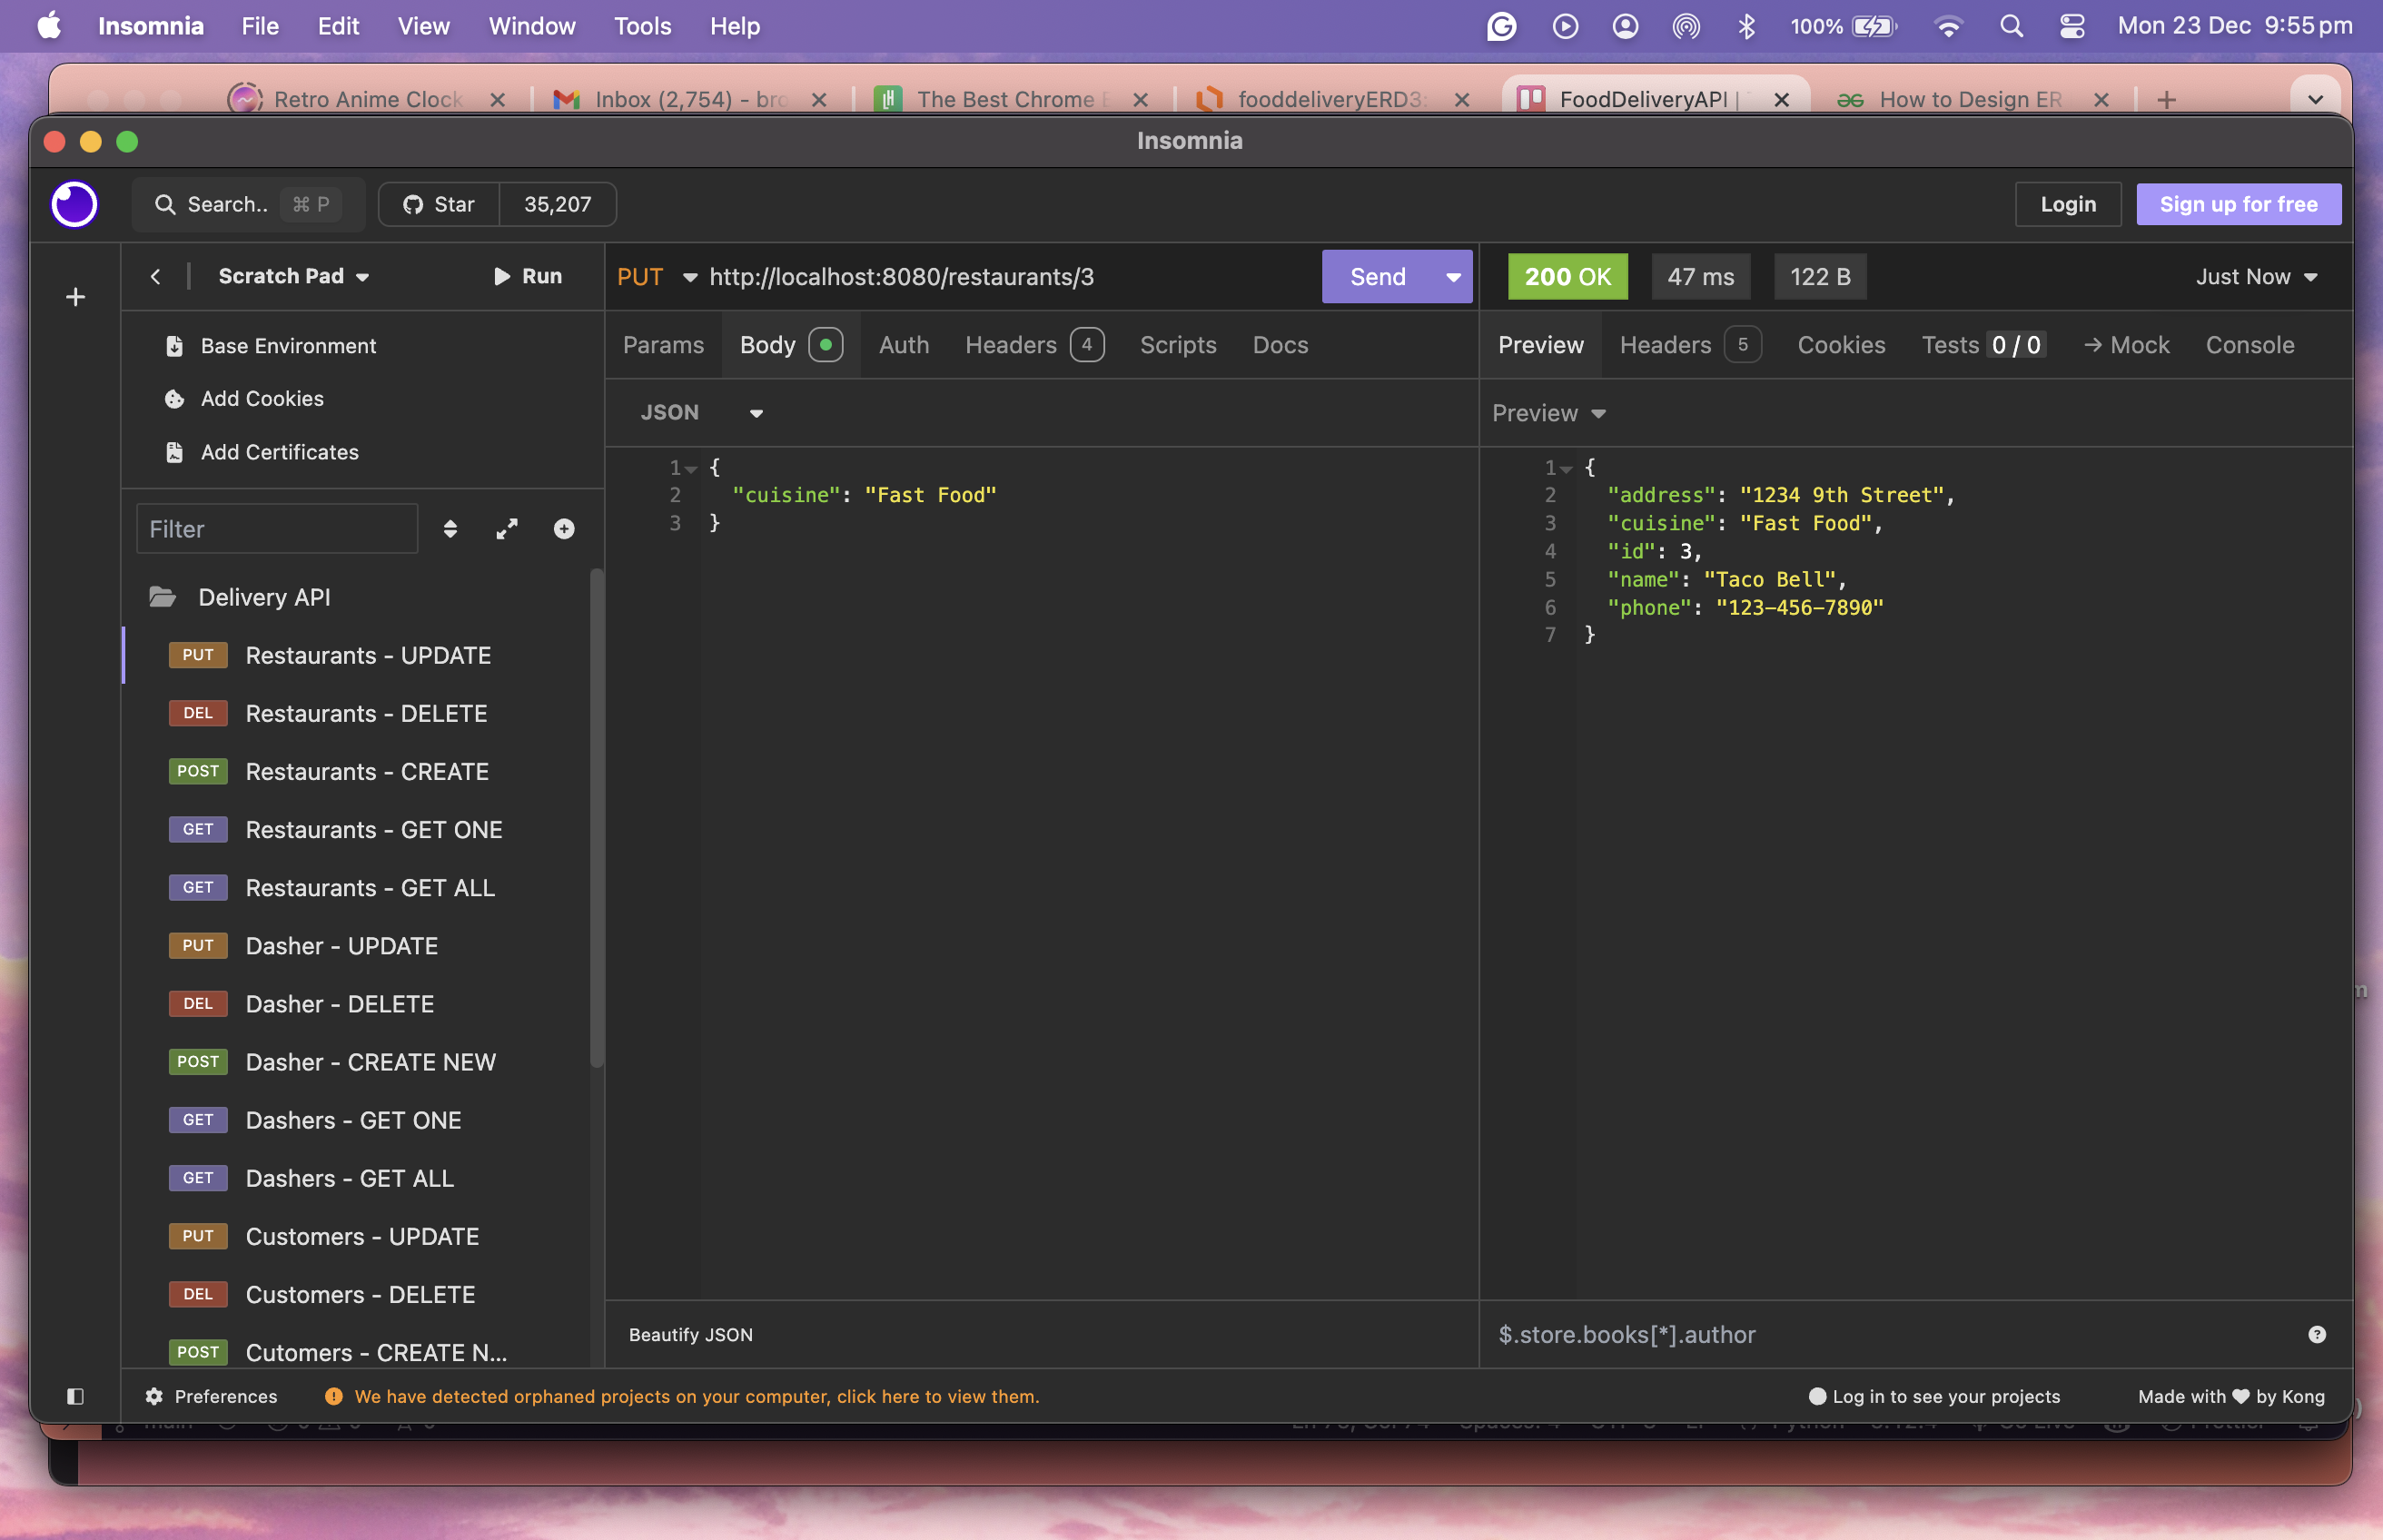 Insomnia File Edit View Window Tools Help 100% Mon 23 Dec 9:55pm
Retro Anime Clock Inbox (2,754) - bro The Best Chrome E fooddeliveryERD3: FoodDeliveryAPI | How to Design ER
Insomnia
Search.. ⌘ P Star 35,207 Login Sign up for free
Scratch Pad Run PUT http://localhost:8080/restaurants/3 Send 200 OK 47 ms 122 B Just Now
Base Environment
Add Cookies
Add Certificates
Params Body Auth Headers 4 Scripts Docs
Preview Headers 5 Cookies Tests 0 / 0 → Mock Console
JSON
Preview
1 {
2 "cuisine": "Fast Food"
3 }
1 {
2 "address": "1234 9th Street",
3 "cuisine": "Fast Food",
4 "id": 3,
5 "name": "Taco Bell",
6 "phone": "123-456-7890"
7 }
Filter
Delivery API
PUT Restaurants - UPDATE
DEL Restaurants - DELETE
POST Restaurants - CREATE
GET Restaurants - GET ONE
GET Restaurants - GET ALL
PUT Dasher - UPDATE
DEL Dasher - DELETE
POST Dasher - CREATE NEW
GET Dashers - GET ONE
GET Dashers - GET ALL
PUT Customers - UPDATE
DEL Customers - DELETE
POST Cutomers - CREATE N...
Beautify JSON
$.store.books[*].author
Preferences We have detected orphaned projects on your computer, click here to view them. Log in to see your projects Made with ♥ by Kong